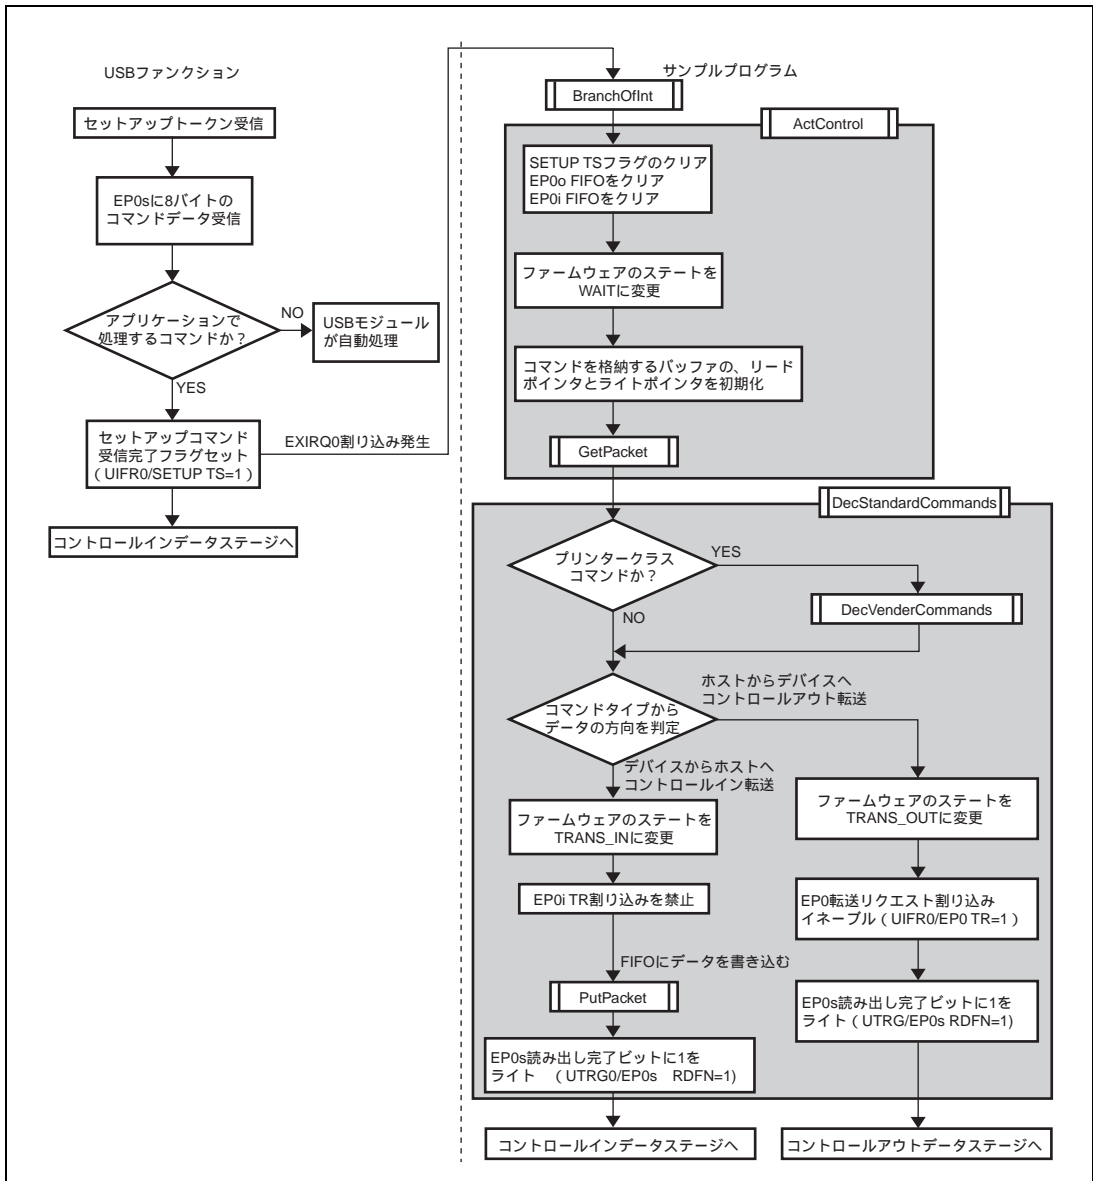 USBファンクション
セットアップトークン受信
EP0sに8バイトの
コマンドデータ受信
アプリケーションで
処理するコマンドか？
NO
USBモジュール
が自動処理
YES
セットアップコマンド
受信完了フラグセット
（UIFR0/SETUP TS=1）
EXIRQ0割り込み発生
コントロールインデータステージへ
サンプルプログラム
BranchOfInt
ActControl
SETUP TSフラグのクリア
EP0o FIFOをクリア
EP0i FIFOをクリア
ファームウェアのステートを
WAITに変更
コマンドを格納するバッファの、リード
ポインタとライトポインタを初期化
GetPacket
DecStandardCommands
プリンタークラス
コマンドか？
YES
DecVenderCommands
NO
コマンドタイプから
データの方向を判定
ホストからデバイスへ
コントロールアウト転送
デバイスからホストへ
コントロールイン転送
ファームウェアのステートを
TRANS_INに変更
EP0i TR割り込みを禁止
FIFOにデータを書き込む
PutPacket
EP0s読み出し完了ビットに1を
ライト　（UTRG0/EP0s　RDFN=1)
コントロールインデータステージへ
ファームウェアのステートを
TRANS_OUTに変更
EP0転送リクエスト割り込み
イネーブル（UIFR0/EP0 TR=1）
EP0s読み出し完了ビットに1を
ライト（UTRG/EP0s RDFN=1)
コントロールアウトデータステージへ